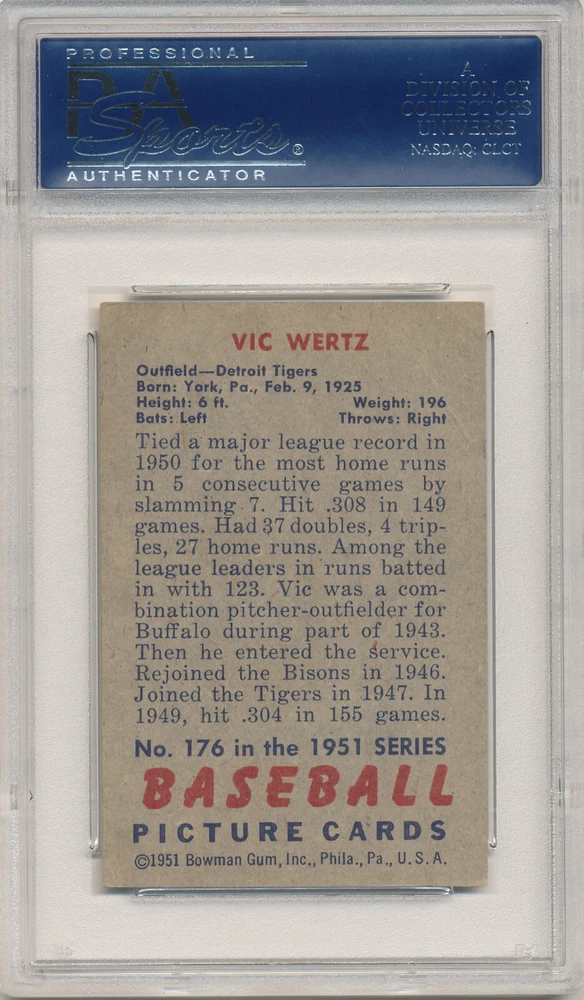 PROFESSIONAL
PSA
Sports®
AUTHENTICATOR
A
DIVISION OF
COLLECTORS
UNIVERSE
NASDAQ: CLCT
VIC WERTZ
Outfield—Detroit Tigers
Born: York, Pa., Feb. 9, 1925
Height: 6 ft. Weight: 196
Bats: Left Throws: Right
Tied a major league record in
1950 for the most home runs
in 5 consecutive games by
slamming 7. Hit .308 in 149
games. Had 37 doubles, 4 trip-
les, 27 home runs. Among the
league leaders in runs batted
in with 123. Vic was a com-
bination pitcher-outfielder for
Buffalo during part of 1943.
Then he entered the service.
Rejoined the Bisons in 1946.
Joined the Tigers in 1947. In
1949, hit .304 in 155 games.
No. 176 in the 1951 SERIES
BASEBALL
PICTURE CARDS
©1951 Bowman Gum, Inc., Phila., Pa., U. S. A.